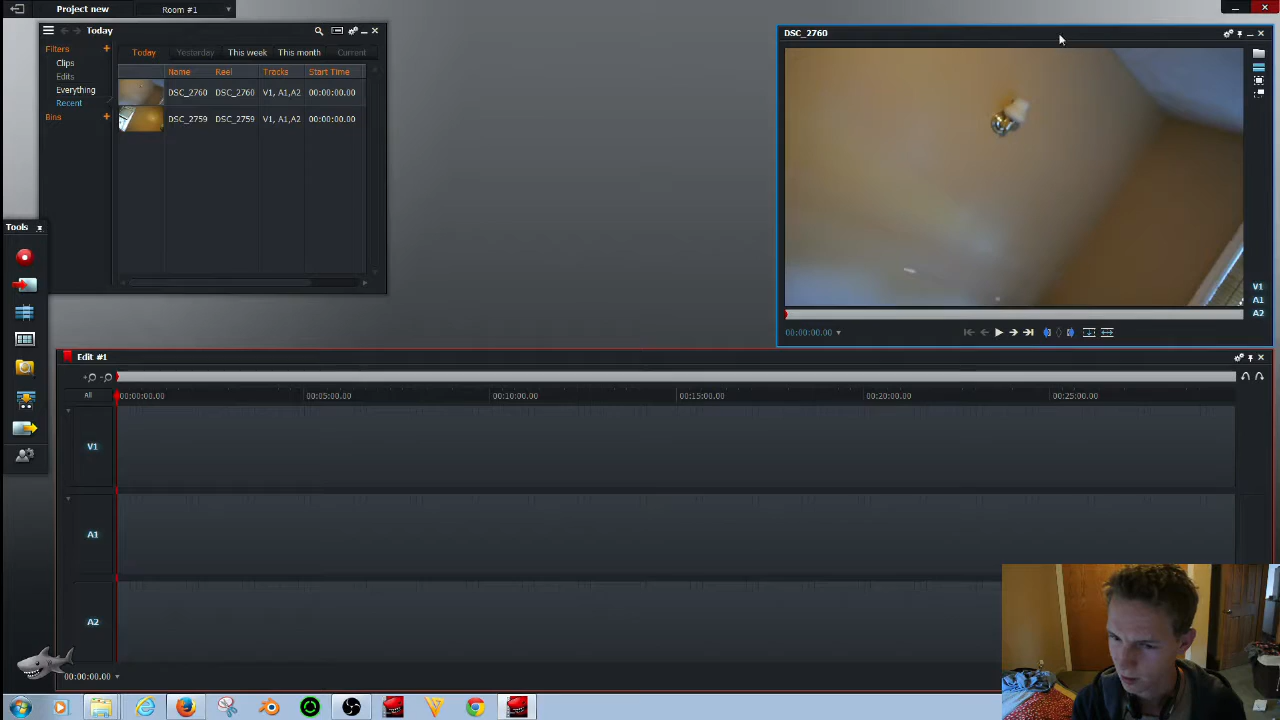 Project new
Room #1
Today
Filters
Clips
Edits
Everything
Recent
Bins
Today Yesterday This week This month Current
Name Reel Tracks Start Time
DSC_2760 DSC_2760 V1, A1,A2 00:00:00.00
DSC_2759 DSC_2759 V1, A1,A2 00:00:00.00
Tools
DSC_2760
V1
A1
A2
00:00:00.00
Edit #1
All
00:00:00.00 00:05:00.00 00:10:00.00 00:15:00.00 00:20:00.00 00:25:00.00
V1
A1
A2
00:00:00.00